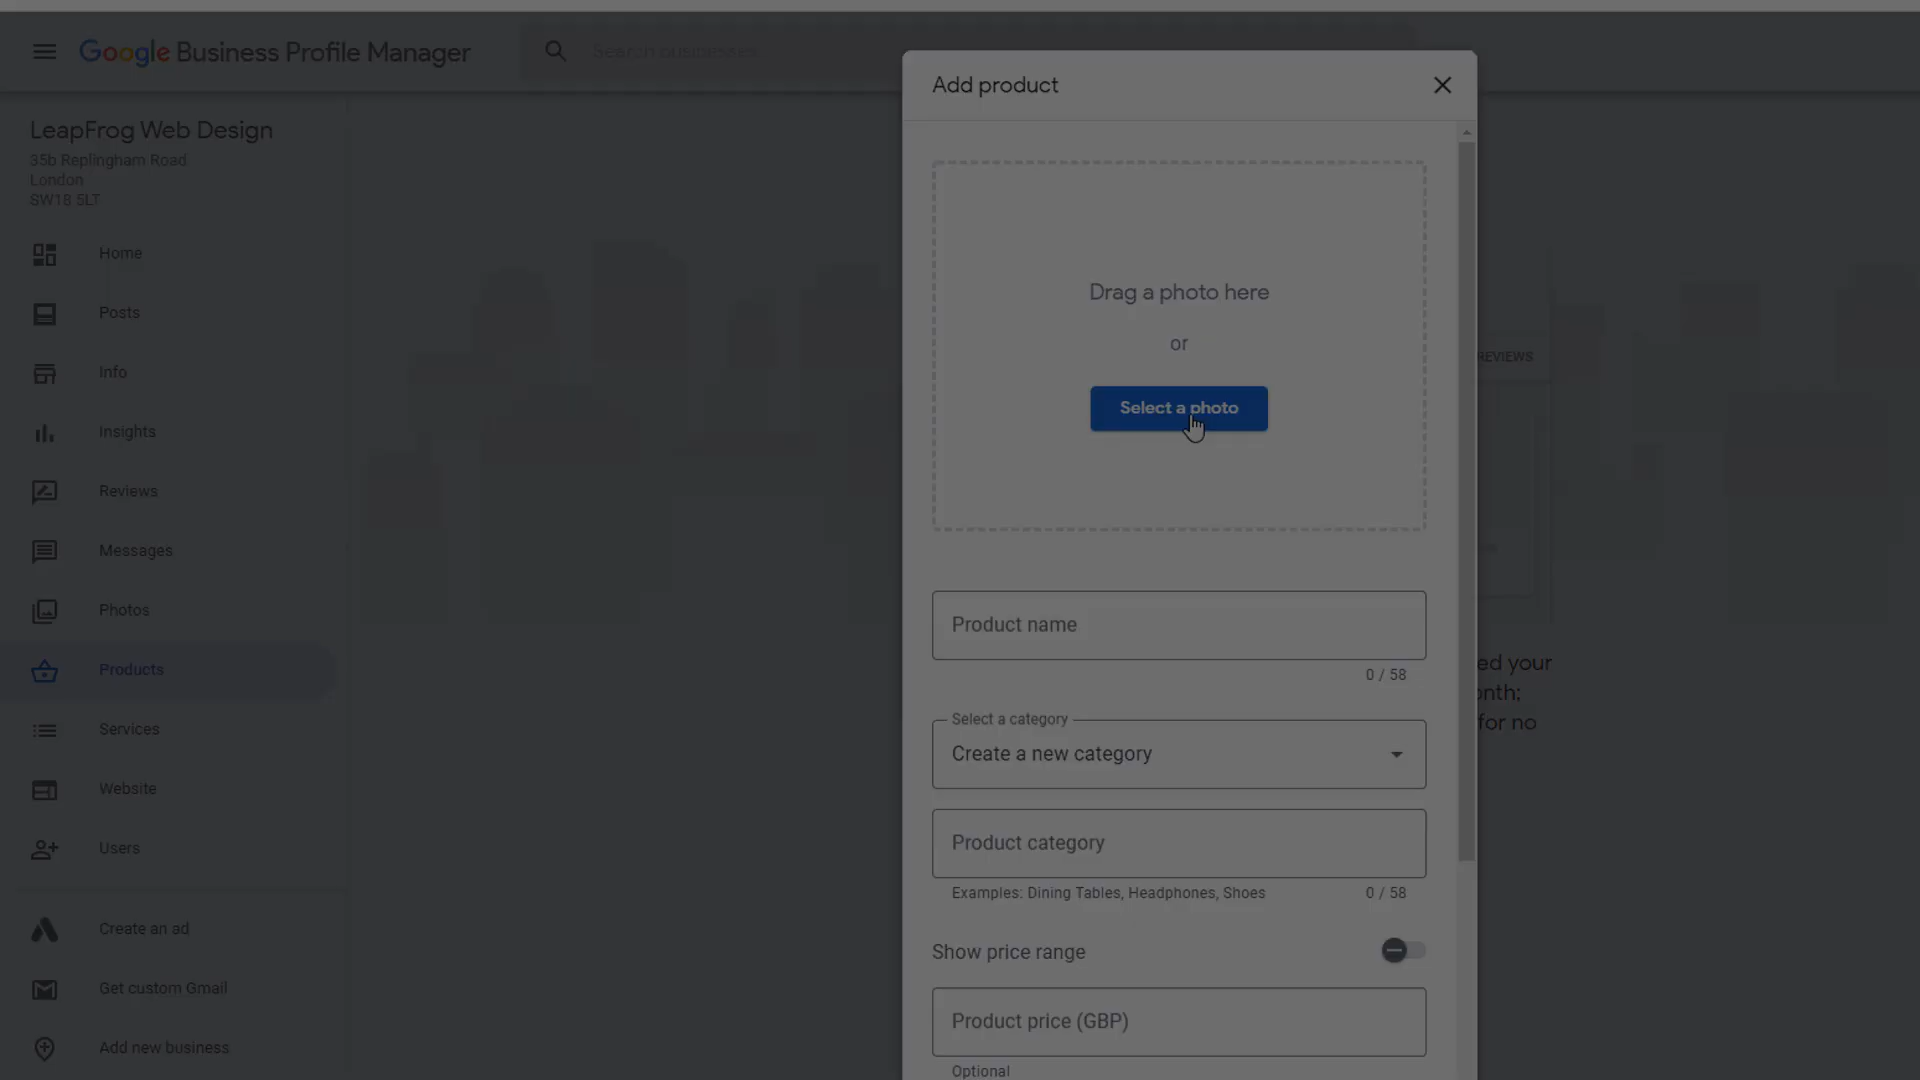 Google Business Profile Manager
Search businesses
LeapFrog Web Design
35b Replingham Road
London
SW18 5LT
Home
Posts
Info
Insights
Reviews
Messages
Photos
Products
Services
Website
Users
Create an ad
Get custom Gmail
Add new business
Add product
Drag a photo here
or
Select a photo
Product name
0 / 58
Select a category
Create a new category
Product category
Examples: Dining Tables, Headphones, Shoes
0 / 58
Show price range
Product price (GBP)
Optional
REVIEWS
ed your
onth;
for no